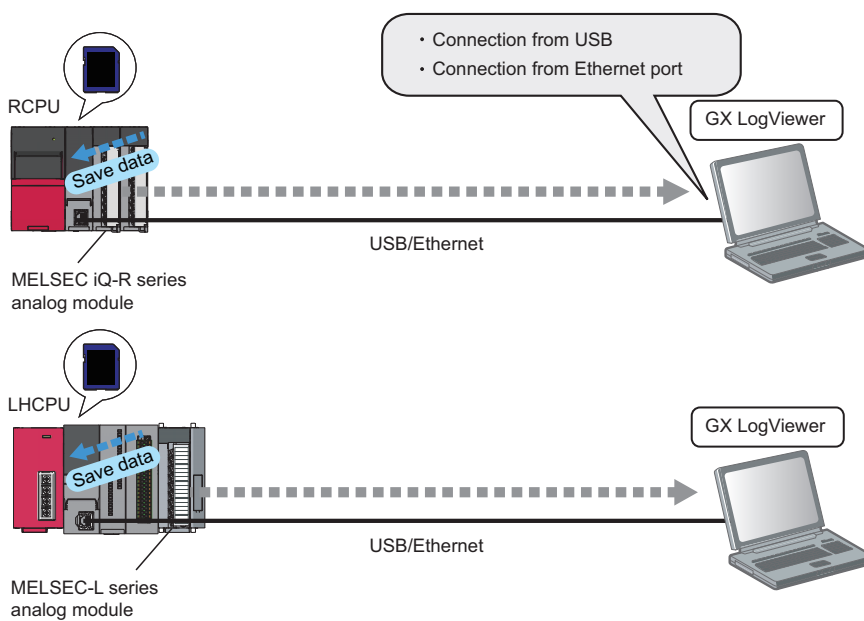 ・Connection from USB
・Connection from Ethernet port
RCPU
GX LogViewer
Save data
USB/Ethernet
MELSEC iQ-R series
analog module
LHCPU
GX LogViewer
Save data
USB/Ethernet
MELSEC-L series
analog module